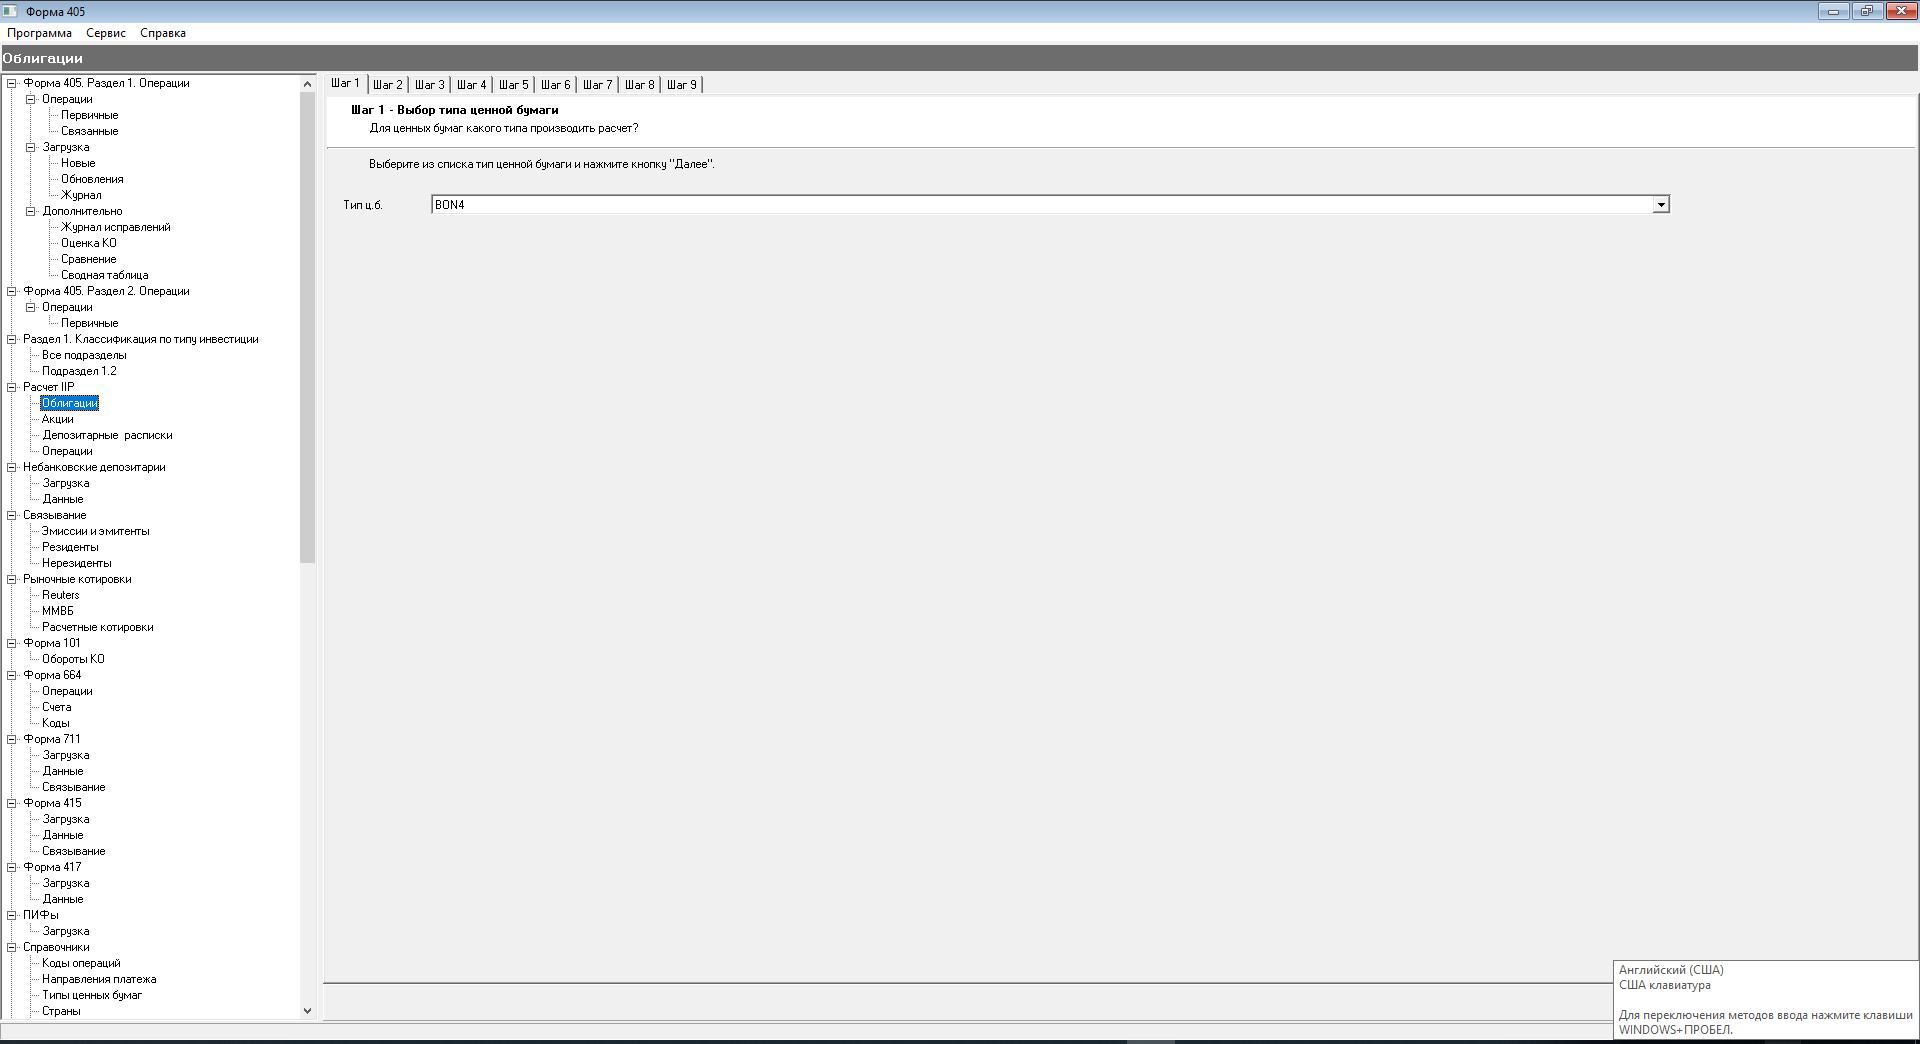 Форма 405
Программа Сервис Справка
Облигации
Форма 405. Раздел 1. Операции
Операции
Первичные
Связанные
Загрузка
Новые
Обновления
Журнал
Дополнительно
Журнал исправлений
Оценка КО
Сравнение
Сводная таблица
Форма 405. Раздел 2. Операции
Операции
Первичные
Раздел 1. Классификация по типу инвестиции
Все подразделы
Подраздел 1.2
Расчет IIP
Облигации
Акции
Депозитарные расписки
Операции
Небанковские депозитарии
Загрузка
Данные
Связывание
Эмиссии и эмитенты
Резиденты
Нерезиденты
Рыночные котировки
Reuters
ММВБ
Расчетные котировки
Форма 101
Обороты КО
Форма 664
Операции
Счета
Коды
Форма 711
Загрузка
Данные
Связывание
Форма 415
Загрузка
Данные
Связывание
Форма 417
Загрузка
Данные
ПИФы
Загрузка
Справочники
Коды операций
Направления платежа
Типы ценных бумаг
Страны
Шаг 1 Шаг 2 Шаг 3 Шаг 4 Шаг 5 Шаг 6 Шаг 7 Шаг 8 Шаг 9
Шаг 1 - Выбор типа ценной бумаги
Для ценных бумаг какого типа производить расчет?
Выберите из списка тип ценной бумаги и нажмите кнопку "Далее".
Тип ц.б. BON4
Английский (США)
США клавиатура
Для переключения методов ввода нажмите клавиши
WINDOWS+ПРОБЕЛ.